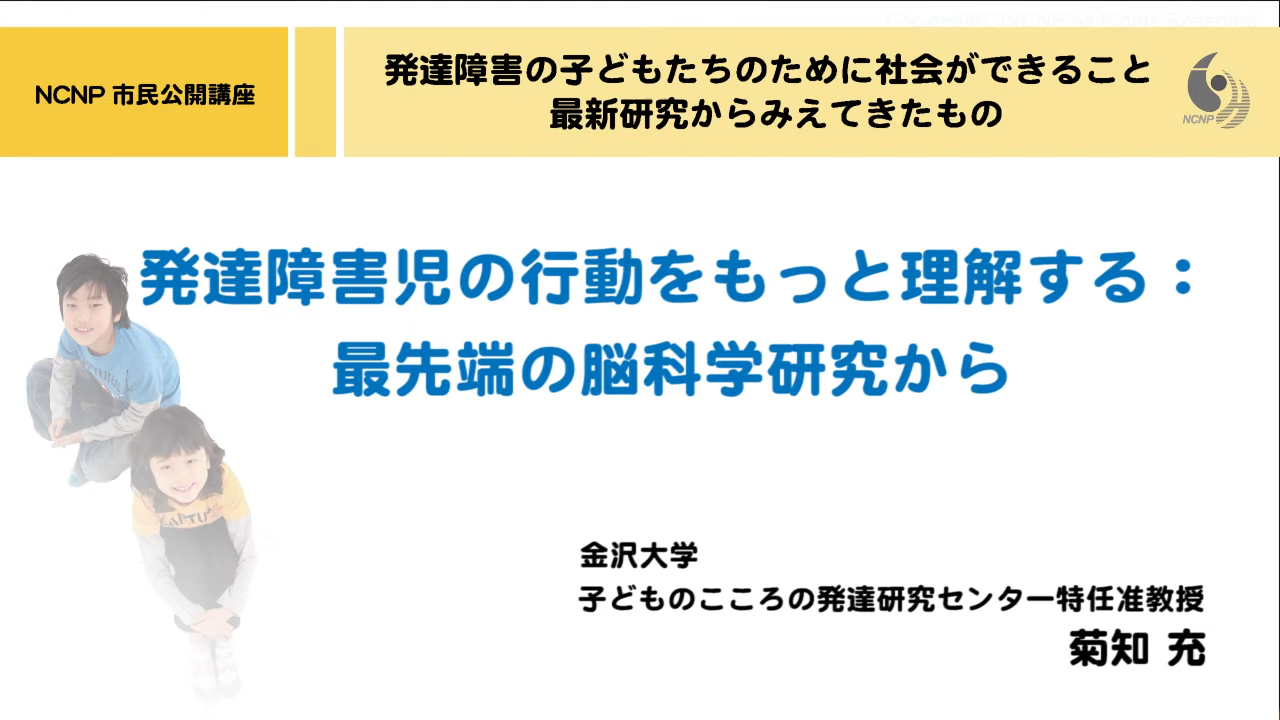 Copyright©NCNP All Rights Reserved.
NCNP 市民公開講座
発達障害の子どもたちのために社会ができること
最新研究からみえてきたもの
NCNP
発達障害児の行動をもっと理解する：
最先端の脳科学研究から
金沢大学
子どものこころの発達研究センター特任准教授
菊知 充